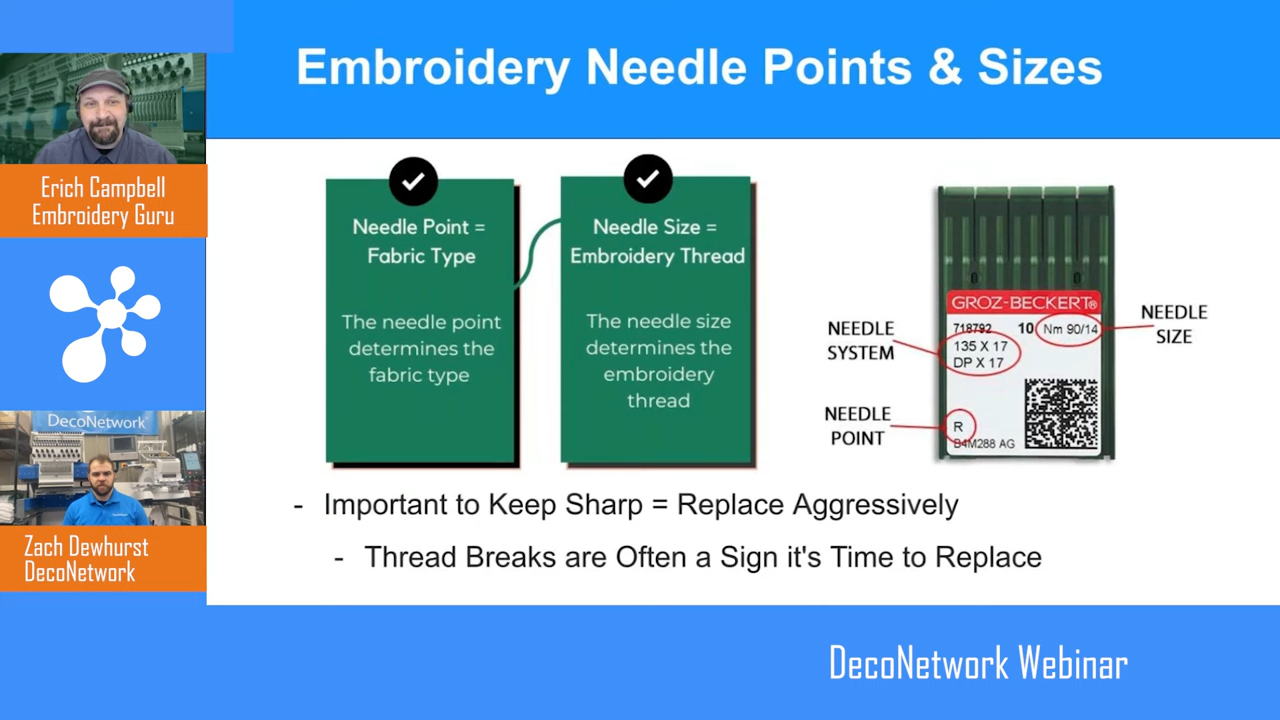 Embroidery Needle Points & Sizes
Erich Campbell
Embroidery Guru
DecoNetwork
Zach Dewhurst
DecoNetwork
Needle Point =
Fabric Type
The needle point
determines the
fabric type
Needle Size =
Embroidery Thread
The needle size
determines the
embroidery
thread
NEEDLE
SYSTEM
NEEDLE
POINT
GROZ-BECKERT®
718792 10 Nm 90/14
135 X 17
DP X 17
R
B4M288 AG
NEEDLE
SIZE
- Important to Keep Sharp = Replace Aggressively
- Thread Breaks are Often a Sign it's Time to Replace
DecoNetwork Webinar